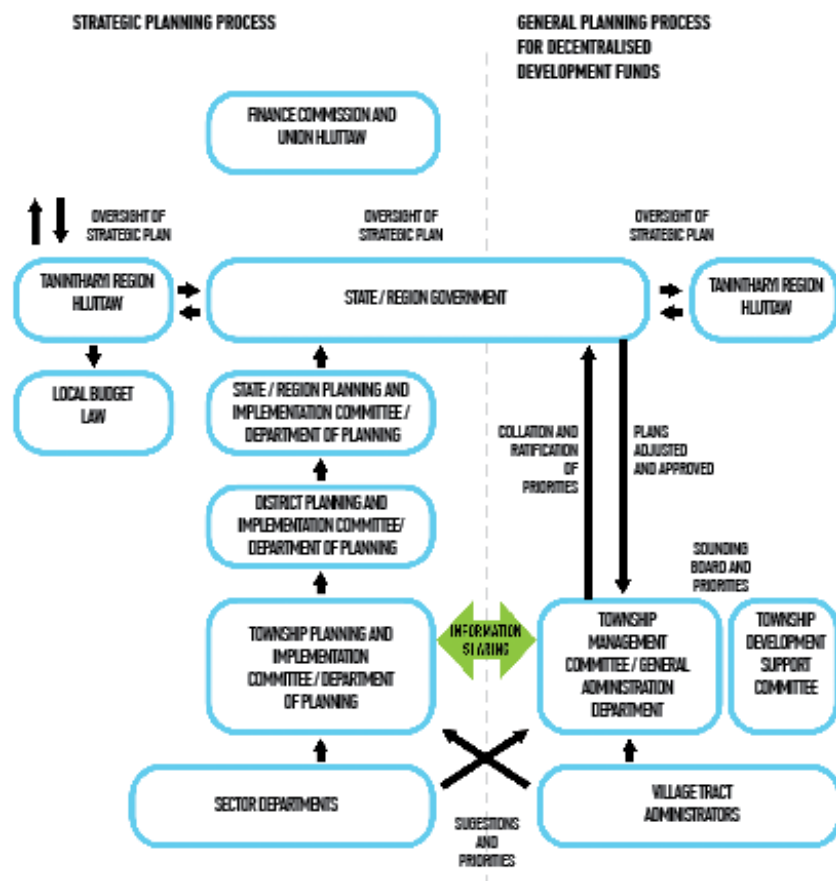 STRATEGIC PLANNING PROCESS
GENERAL PLANNING PROCESS
FOR DECENTRALISED
DEVELOPMENT FUNDS
FINANCE COMMISSION AND
UNION HLUTTAW
OVERSIGHT OF
STRATEGIC PLAN
OVERSIGHT OF
STRATEGIC PLAN
OVERSIGHT OF
STRATEGIC PLAN
TANINTHARYI REGION
HLUTTAW
STATE / REGION GOVERNMENT
TANINTHARYI REGION
HLUTTAW
LOCAL BUDGET
LAW
STATE / REGION PLANNING AND
IMPLEMENTATION COMMITTEE /
DEPARTMENT OF PLANNING
COLLATION AND
RATIFICATION
OF
PRIORITIES
PLANS
ADJUSTED
AND APPROVED
DISTRICT PLANNING AND
IMPLEMENTATION COMMITTEE/
DEPARTMENT OF PLANNING
SOUNDING
BOARD AND
PRIORITIES
TOWNSHIP PLANNING AND
IMPLEMENTATION
COMMITTEE / DEPARTMENT
OF PLANNING
INFORMATION
SHARING
TOWNSHIP
MANAGEMENT
COMMITTEE / GENERAL
ADMINISTRATION
DEPARTMENT
TOWNSHIP
DEVELOPMENT
SUPPORT
COMMITTEE
SECTOR DEPARTMENTS
SUGESTIONS
AND
PRIORITIES
VILLAGE TRACT
ADMINISTRATORS